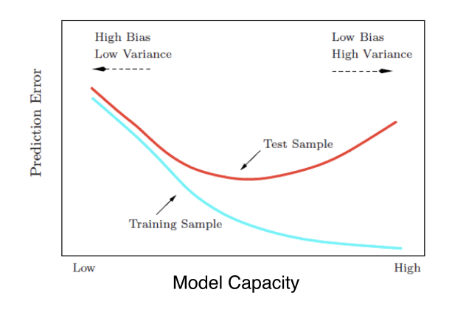 High Bias
Low Variance
Low Bias
High Variance
Prediction Error
Test Sample
Training Sample
Low
High
Model Capacity